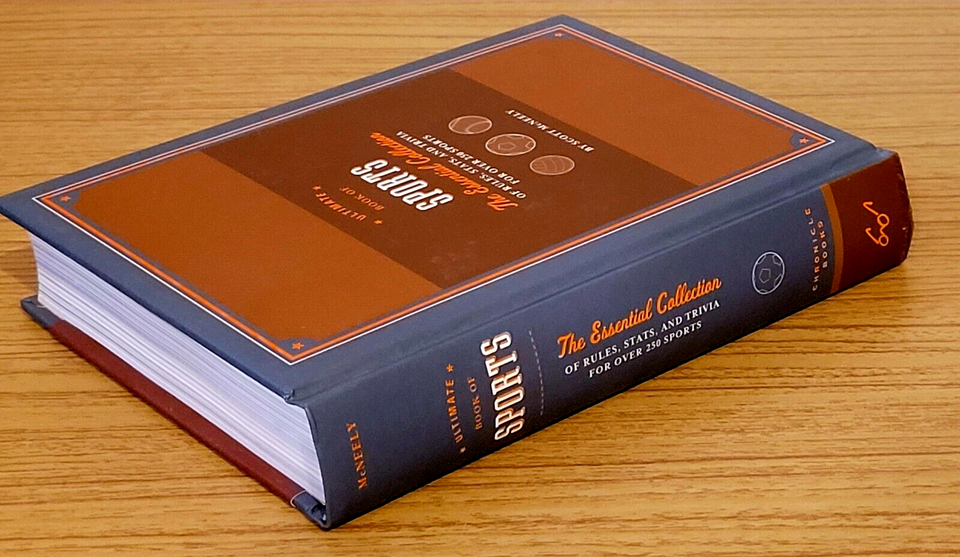 ★ ULTIMATE ★
BOOK OF
SPORTS
The Essential Collection
OF RULES, STATS, AND TRIVIA
FOR OVER 250 SPORTS
BY SCOTT McNEELY
McNEELY
★ ULTIMATE ★
BOOK OF
SPORTS
The Essential Collection
OF RULES, STATS, AND TRIVIA
FOR OVER 250 SPORTS
CHRONICLE
BOOKS